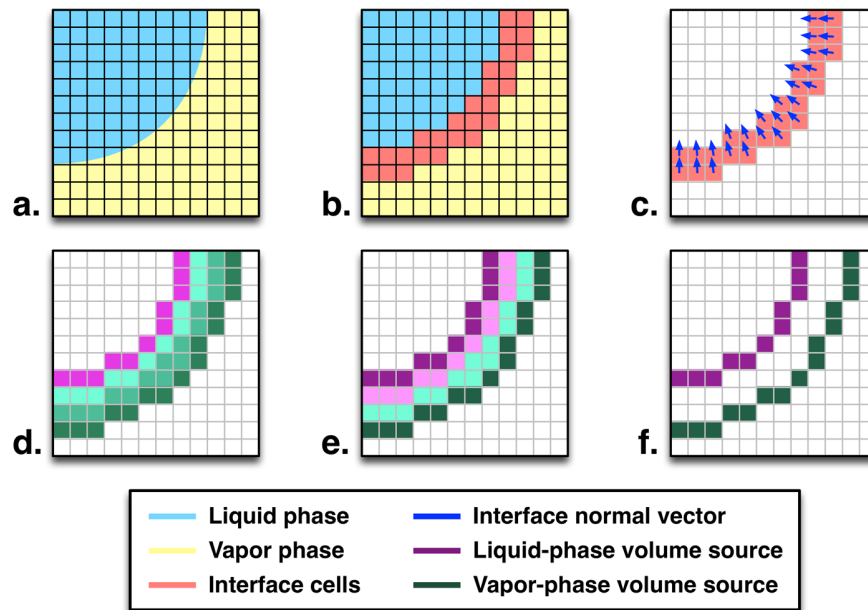 a.
b.
c.
d.
e.
f.
Liquid phase
Interface normal vector
Vapor phase
Liquid-phase volume source
Interface cells
Vapor-phase volume source